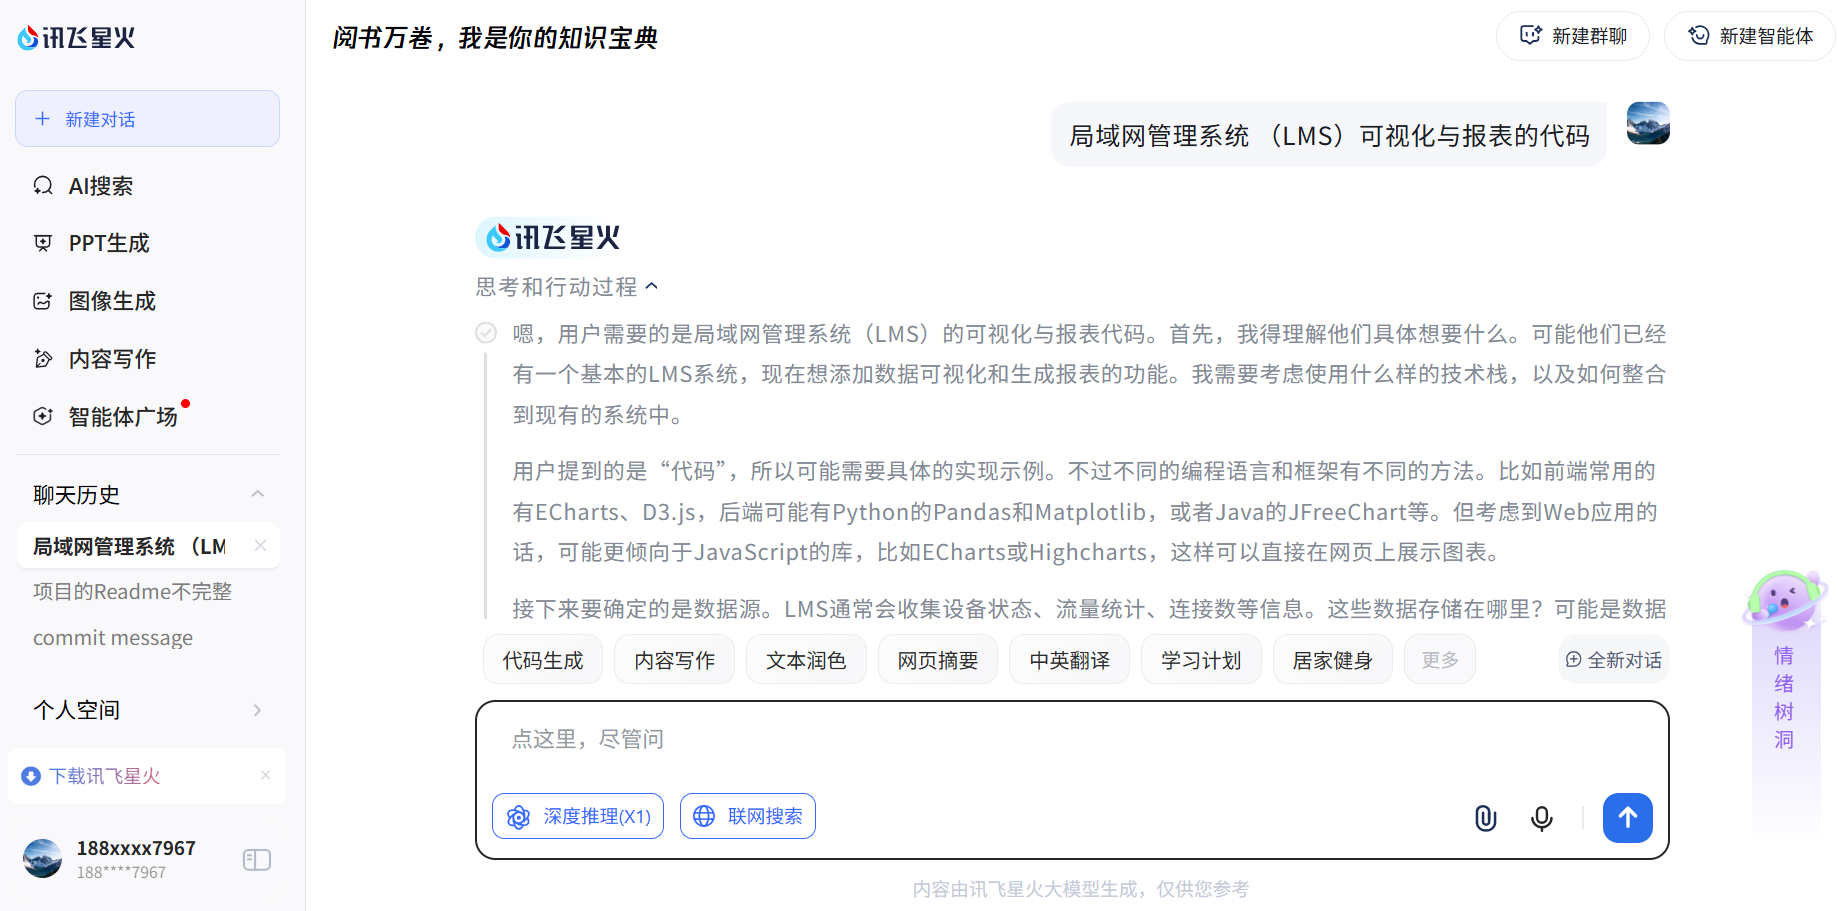 讯飞星火
新建对话
AI搜索
PPT生成
图像生成
内容写作
智能体广场
聊天历史
局域网管理系统 （LM
项目的Readme不完整
commit message
个人空间
下载讯飞星火
188xxxx7967
188****7967
阅书万卷，我是你的知识宝典
新建群聊
新建智能体
局域网管理系统 （LMS）可视化与报表的代码
讯飞星火
思考和行动过程
嗯，用户需要的是局域网管理系统（LMS）的可视化与报表代码。首先，我得理解他们具体想要什么。可能他们已经
有一个基本的LMS系统，现在想添加数据可视化和生成报表的功能。我需要考虑使用什么样的技术栈，以及如何整合
到现有的系统中。
用户提到的是“代码”，所以可能需要具体的实现示例。不过不同的编程语言和框架有不同的方法。比如前端常用的
有ECharts、D3.js，后端可能有Python的Pandas和Matplotlib，或者Java的JFreeChart等。但考虑到Web应用的
话，可能更倾向于JavaScript的库，比如ECharts或Highcharts，这样可以直接在网页上展示图表。
接下来要确定的是数据源。LMS通常会收集设备状态、流量统计、连接数等信息。这些数据存储在哪里？可能是数据
代码生成
内容写作
文本润色
网页摘要
中英翻译
学习计划
居家健身
更多
全新对话
点这里，尽管问
深度推理(X1)
联网搜索
内容由讯飞星火大模型生成，仅供您参考
情绪树洞